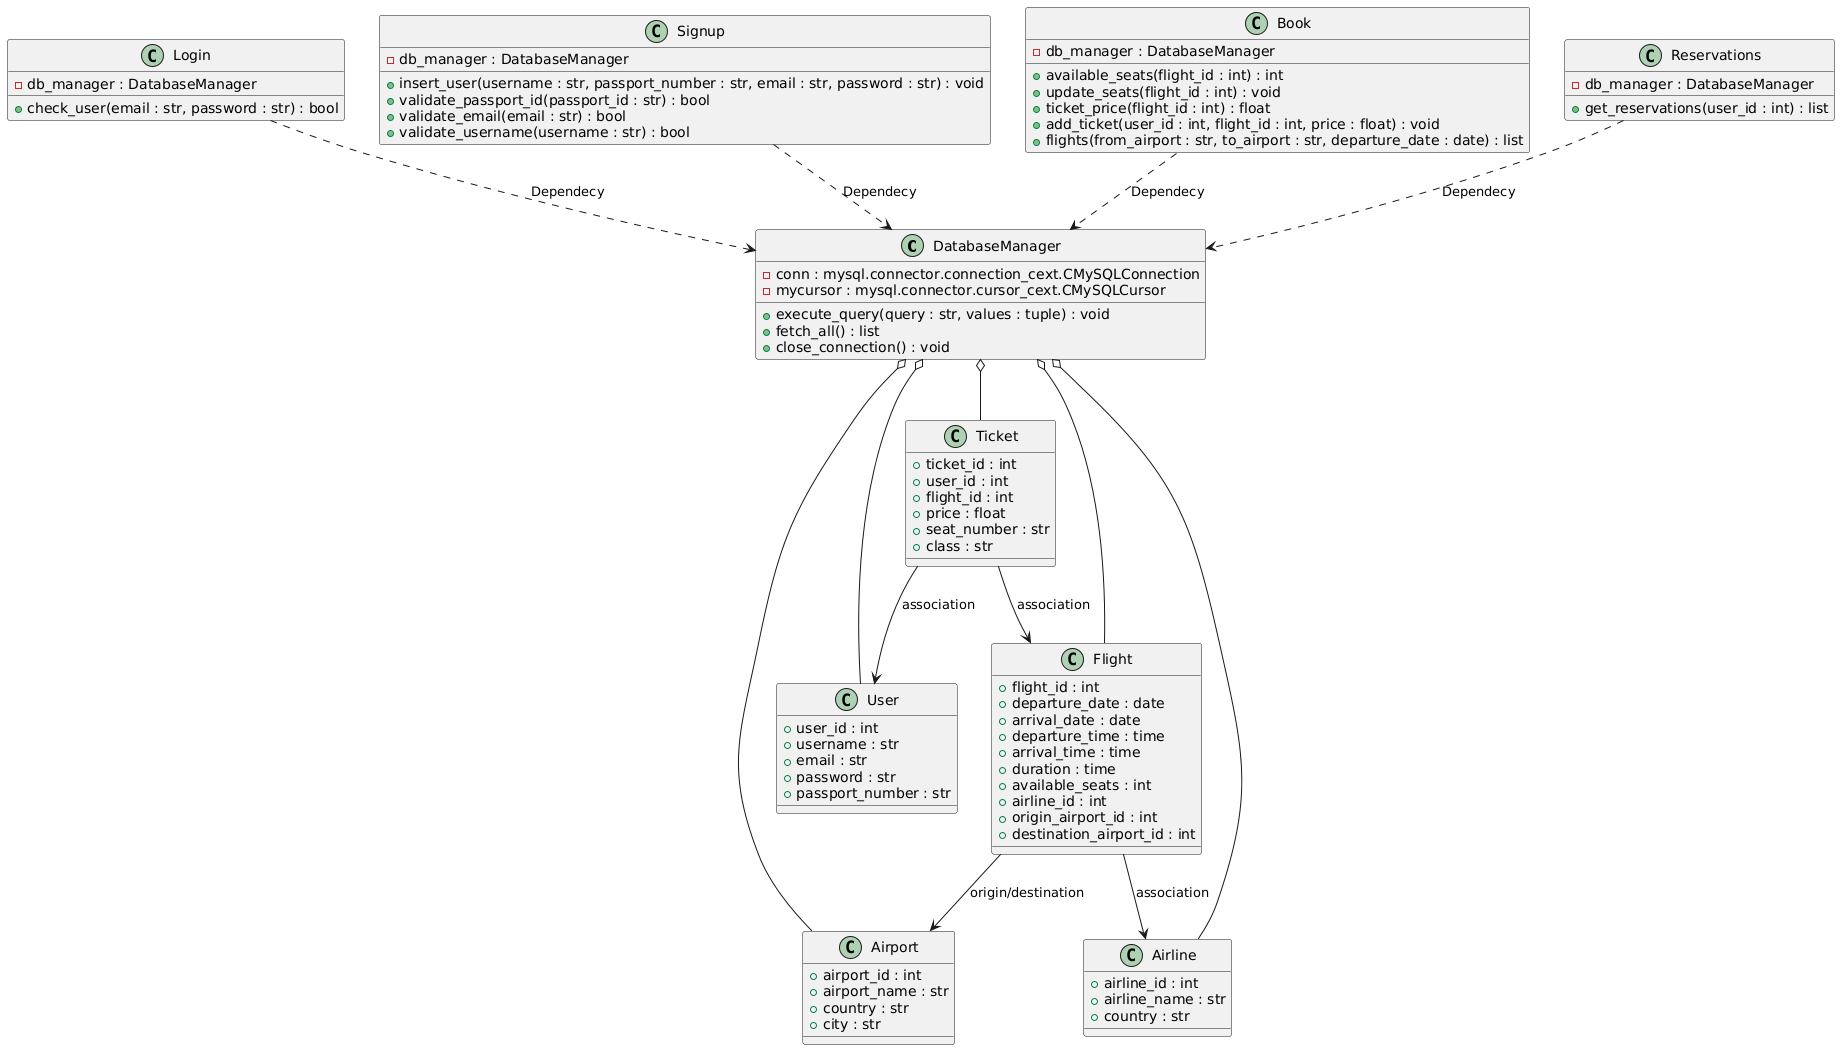 C Login
db_manager : DatabaseManager
check_user(email : str, password : str) : bool
C Signup
db_manager : DatabaseManager
insert_user(username : str, passport_number : str, email : str, password : str) : void
validate_passport_id(passport_id : str) : bool
validate_email(email : str) : bool
validate_username(username : str) : bool
C Book
db_manager : DatabaseManager
available_seats(flight_id : int) : int
update_seats(flight_id : int) : void
ticket_price(flight_id : int) : float
add_ticket(user_id : int, flight_id : int, price : float) : void
flights(from_airport : str, to_airport : str, departure_date : date) : list
C Reservations
db_manager : DatabaseManager
get_reservations(user_id : int) : list
Dependecy
Dependecy
Dependecy
Dependecy
C DatabaseManager
conn : mysql.connector.connection_cext.CMySQLConnection
mycursor : mysql.connector.cursor_cext.CMySQLCursor
execute_query(query : str, values : tuple) : void
fetch_all() : list
close_connection() : void
C Ticket
ticket_id : int
user_id : int
flight_id : int
price : float
seat_number : str
class : str
association
association
C User
user_id : int
username : str
email : str
password : str
passport_number : str
C Flight
flight_id : int
departure_date : date
arrival_date : date
departure_time : time
arrival_time : time
duration : time
available_seats : int
airline_id : int
origin_airport_id : int
destination_airport_id : int
origin/destination
association
C Airport
airport_id : int
airport_name : str
country : str
city : str
C Airline
airline_id : int
airline_name : str
country : str